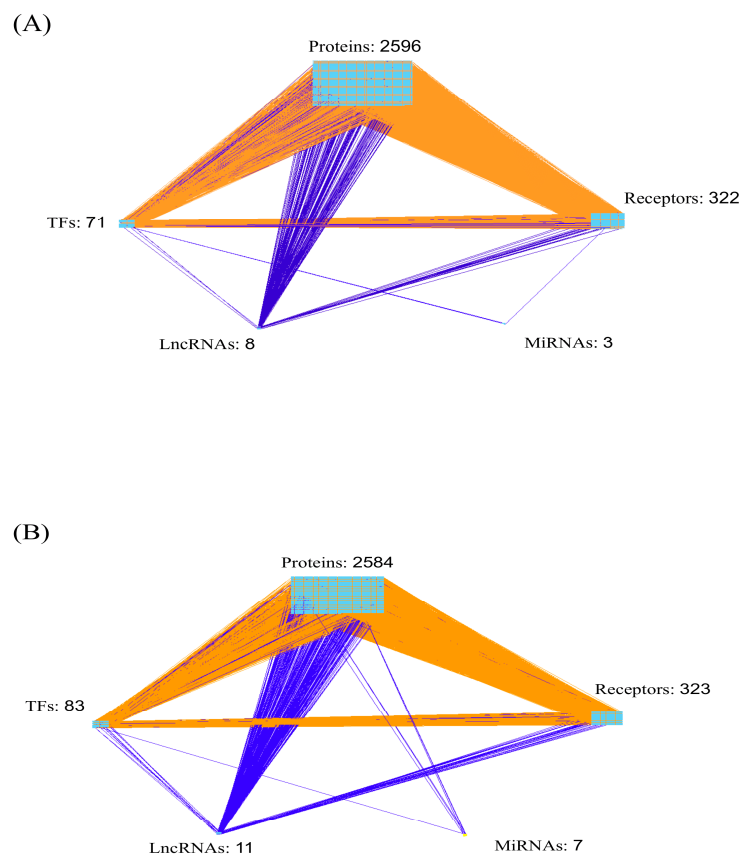 (A)
Proteins: 2596
Receptors: 322
TFs: 71
LncRNAs: 8
MiRNAs: 3
(B)
Proteins: 2584
Receptors: 323
TFs: 83
LncRNAs: 11
MiRNAs: 7